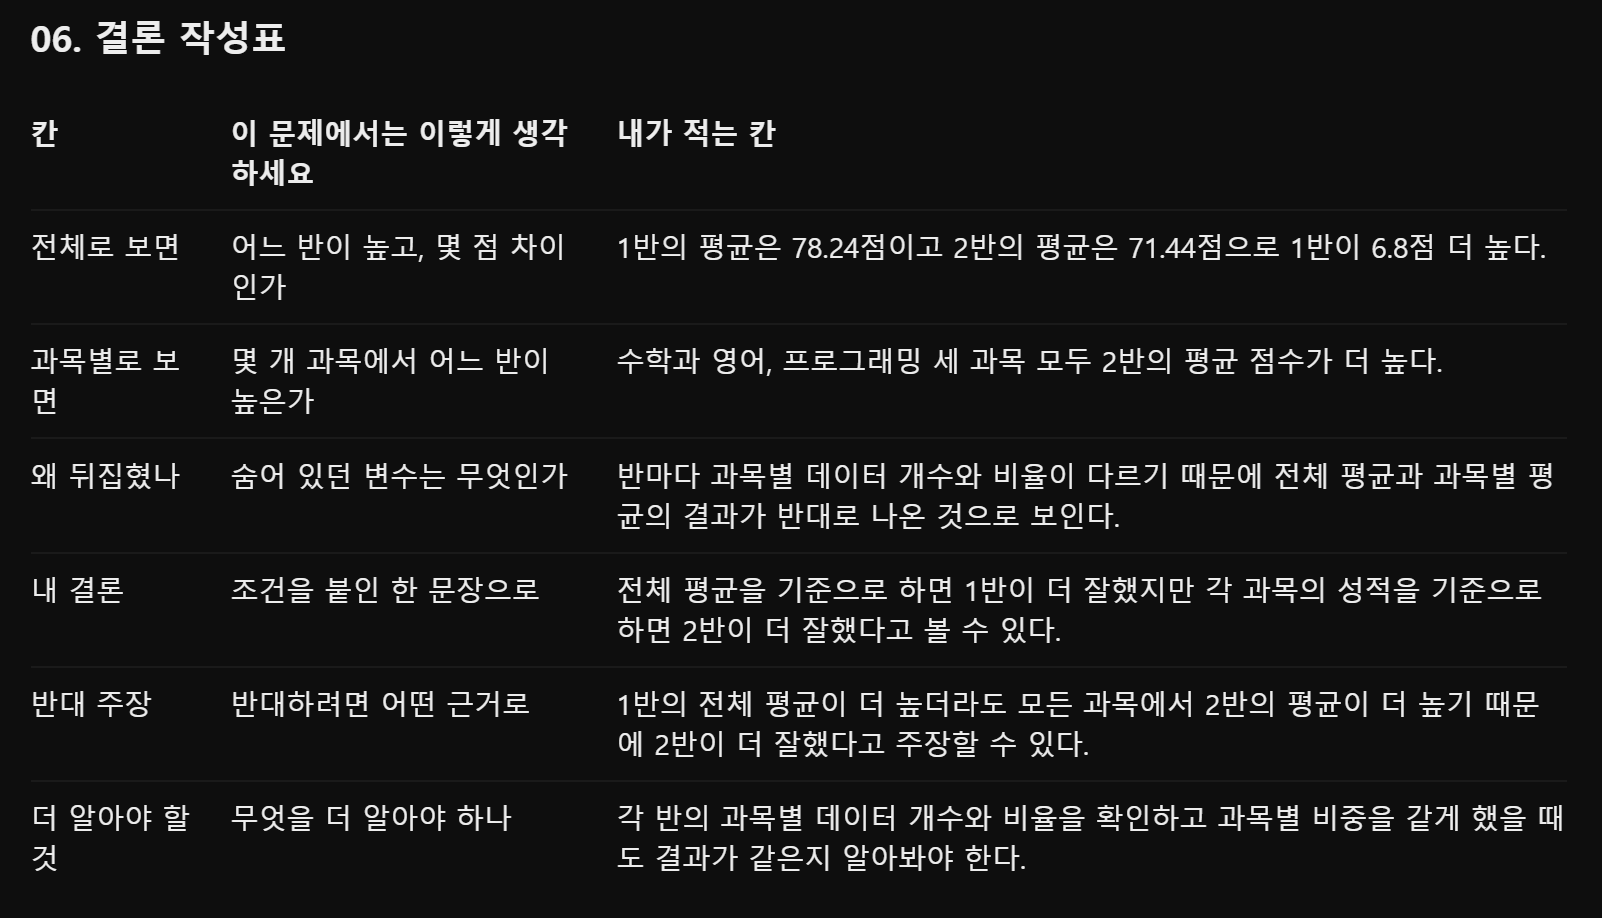 06. 결론 작성표
칸
이 문제에서는 이렇게 생각
하세요
내가 적는 칸
전체로 보면
어느 반이 높고, 몇 점 차이
인가
1반의 평균은 78.24점이고 2반의 평균은 71.44점으로 1반이 6.8점 더 높다.
과목별로 보
면
몇 개 과목에서 어느 반이
높은가
수학과 영어, 프로그래밍 세 과목 모두 2반의 평균 점수가 더 높다.
왜 뒤집혔나
숨어 있던 변수는 무엇인가
반마다 과목별 데이터 개수와 비율이 다르기 때문에 전체 평균과 과목별 평
균의 결과가 반대로 나온 것으로 보인다.
내 결론
조건을 붙인 한 문장으로
전체 평균을 기준으로 하면 1반이 더 잘했지만 각 과목의 성적을 기준으로
하면 2반이 더 잘했다고 볼 수 있다.
반대 주장
반대하려면 어떤 근거로
1반의 전체 평균이 더 높더라도 모든 과목에서 2반의 평균이 더 높기 때문
에 2반이 더 잘했다고 주장할 수 있다.
더 알아야 할
것
무엇을 더 알아야 하나
각 반의 과목별 데이터 개수와 비율을 확인하고 과목별 비중을 같게 했을 때
도 결과가 같은지 알아봐야 한다.